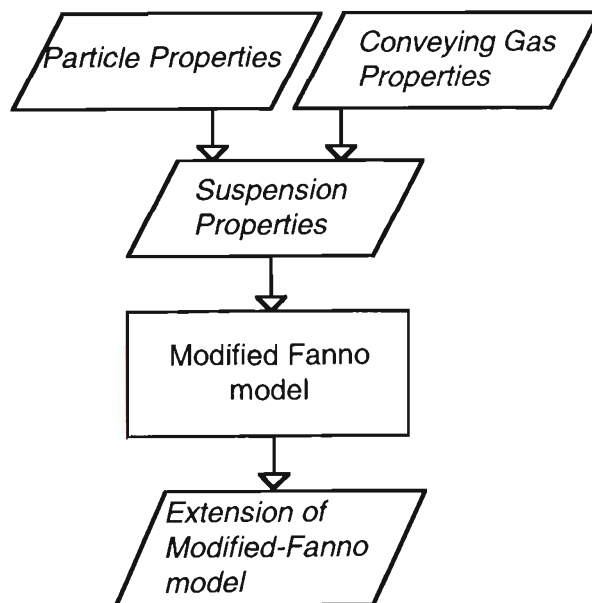 Particle Properties
Conveying Gas
Properties
Suspension
Properties
Modified Fanno
model
Extension of
Modified-Fanno
model